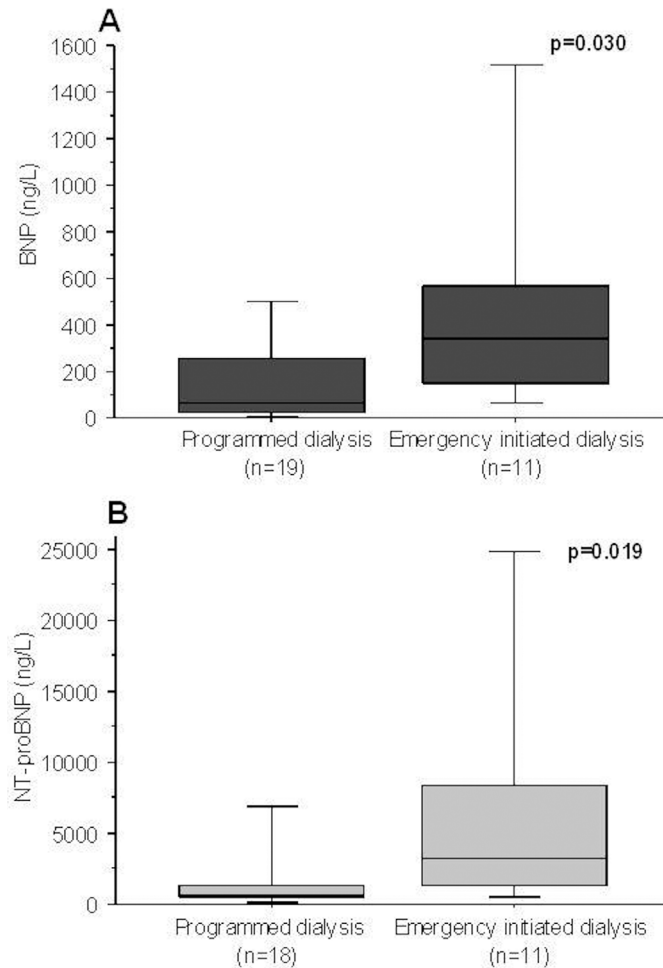 A
p=0.030
BNP (ng/L)
1600
1400
1200
1000
800
600
400
200
0
Programmed dialysis
(n=19)
Emergency initiated dialysis
(n=11)
B
p=0.019
NT-proBNP (ng/L)
25000
20000
15000
10000
5000
0
Programmed dialysis
(n=18)
Emergency initiated dialysis
(n=11)